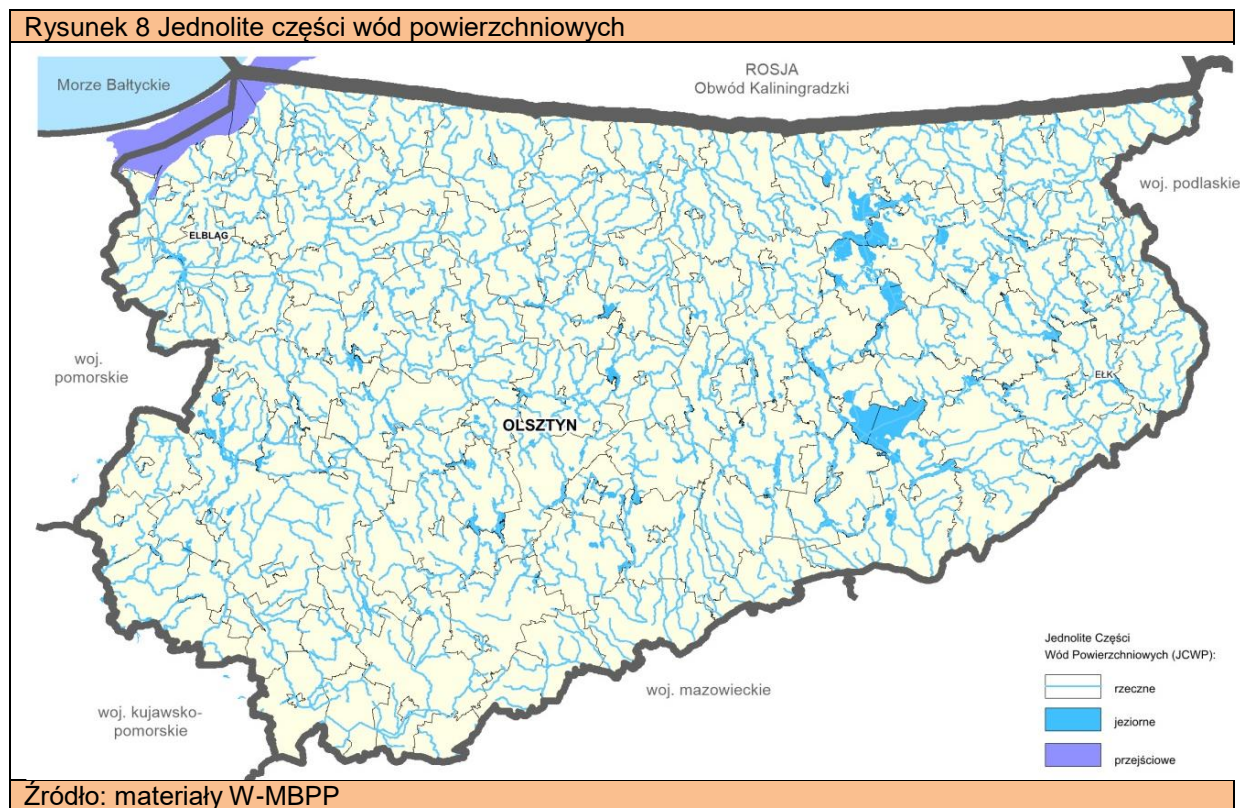 Rysunek 8 Jednolite części wód powierzchniowych
Morze Bałtyckie
ROSJA
Obwód Kaliningradzki
woj. podlaskie
ELBLĄG
woj.
pomorskie
EŁK
OLSZTYN
woj. mazowieckie
woj. kujawsko-
pomorskie
Jednolite Części
Wód Powierzchniowych (JCWP):
rzeczne
jeziorne
przejściowe
Źródło: materiały W-MBPP